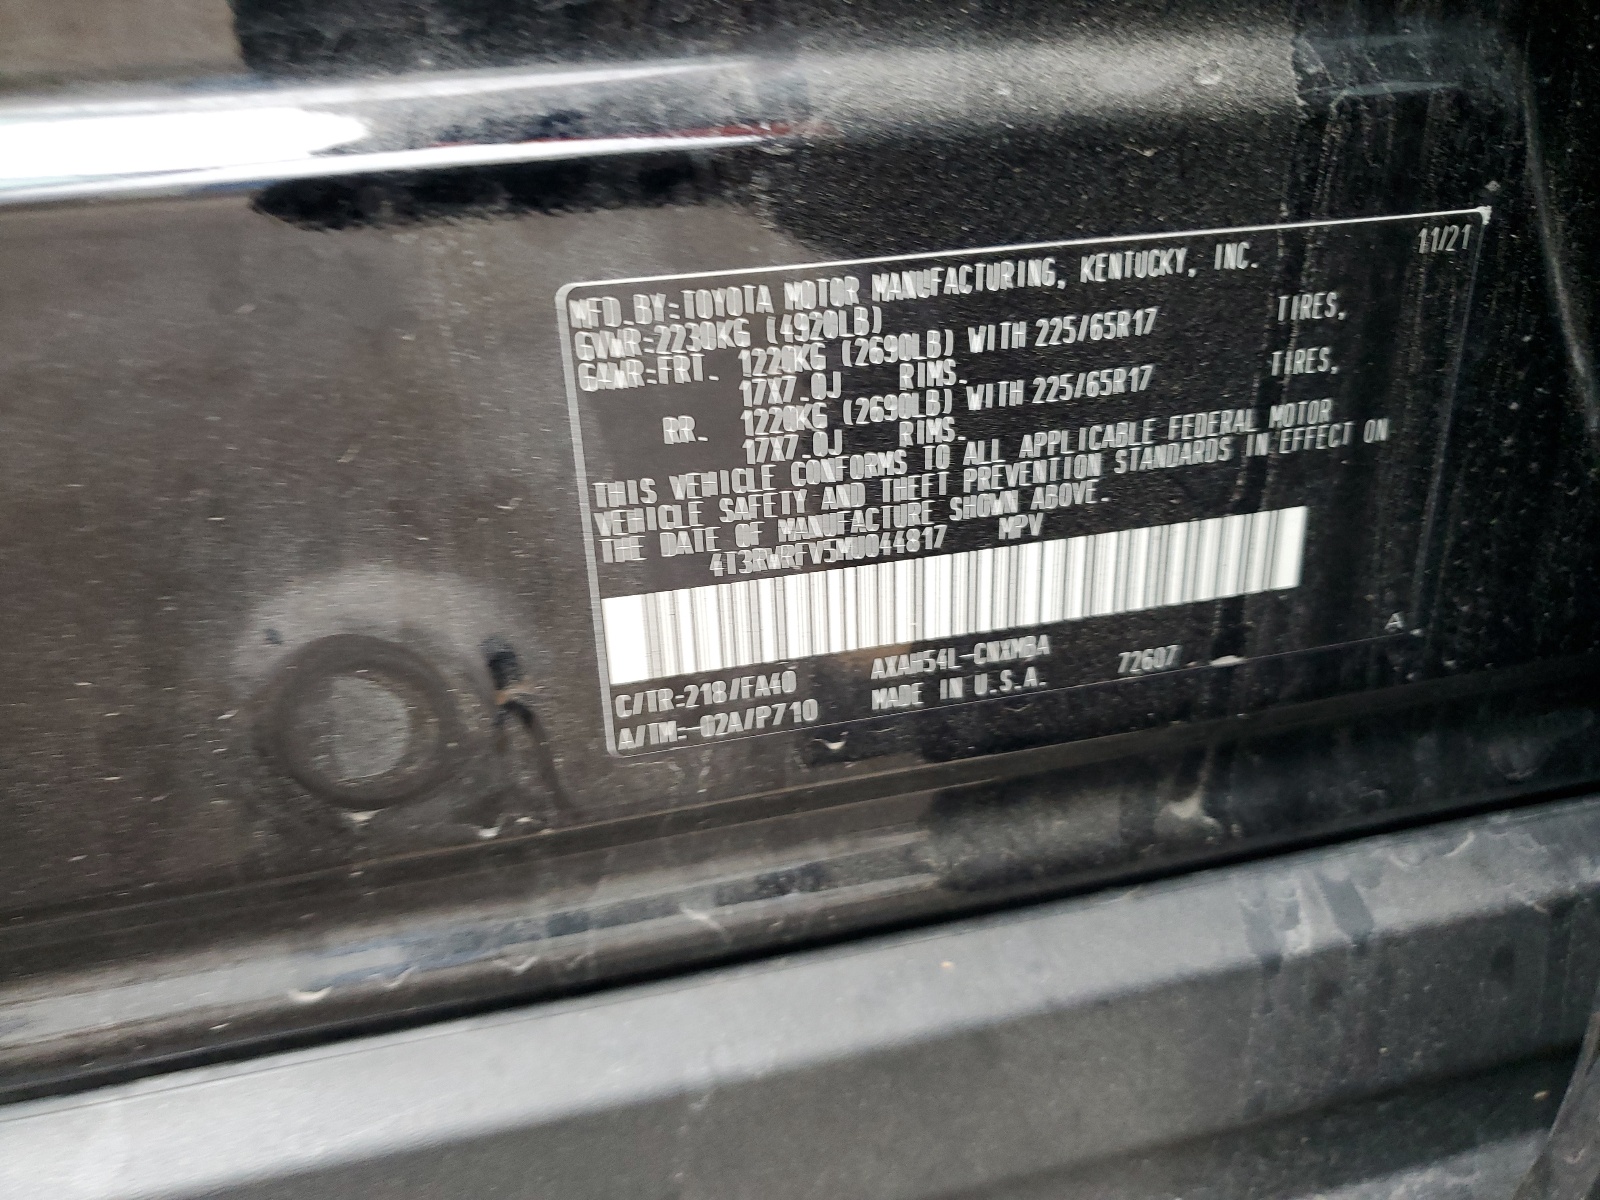 11/21
MFD. BY:TOYOTA MOTOR MANUFACTURING, KENTUCKY, INC.
GVWR:2230KG (4920LB)
GAWR:FRT. 1220KG (2690LB) WITH 225/65R17 TIRES,
17X7.0J RIMS.
RR. 1220KG (2690LB) WITH 225/65R17 TIRES,
17X7.0J RIMS.
THIS VEHICLE CONFORMS TO ALL APPLICABLE FEDERAL MOTOR
VEHICLE SAFETY AND THEFT PREVENTION STANDARDS IN EFFECT ON
THE DATE OF MANUFACTURE SHOWN ABOVE.
4T3RWRFV5MU044817 MPV
C/TR:218/FA40 AXAH54L-CNXMBA 72607 A
A/TM:-02A/P710 MADE IN U.S.A.